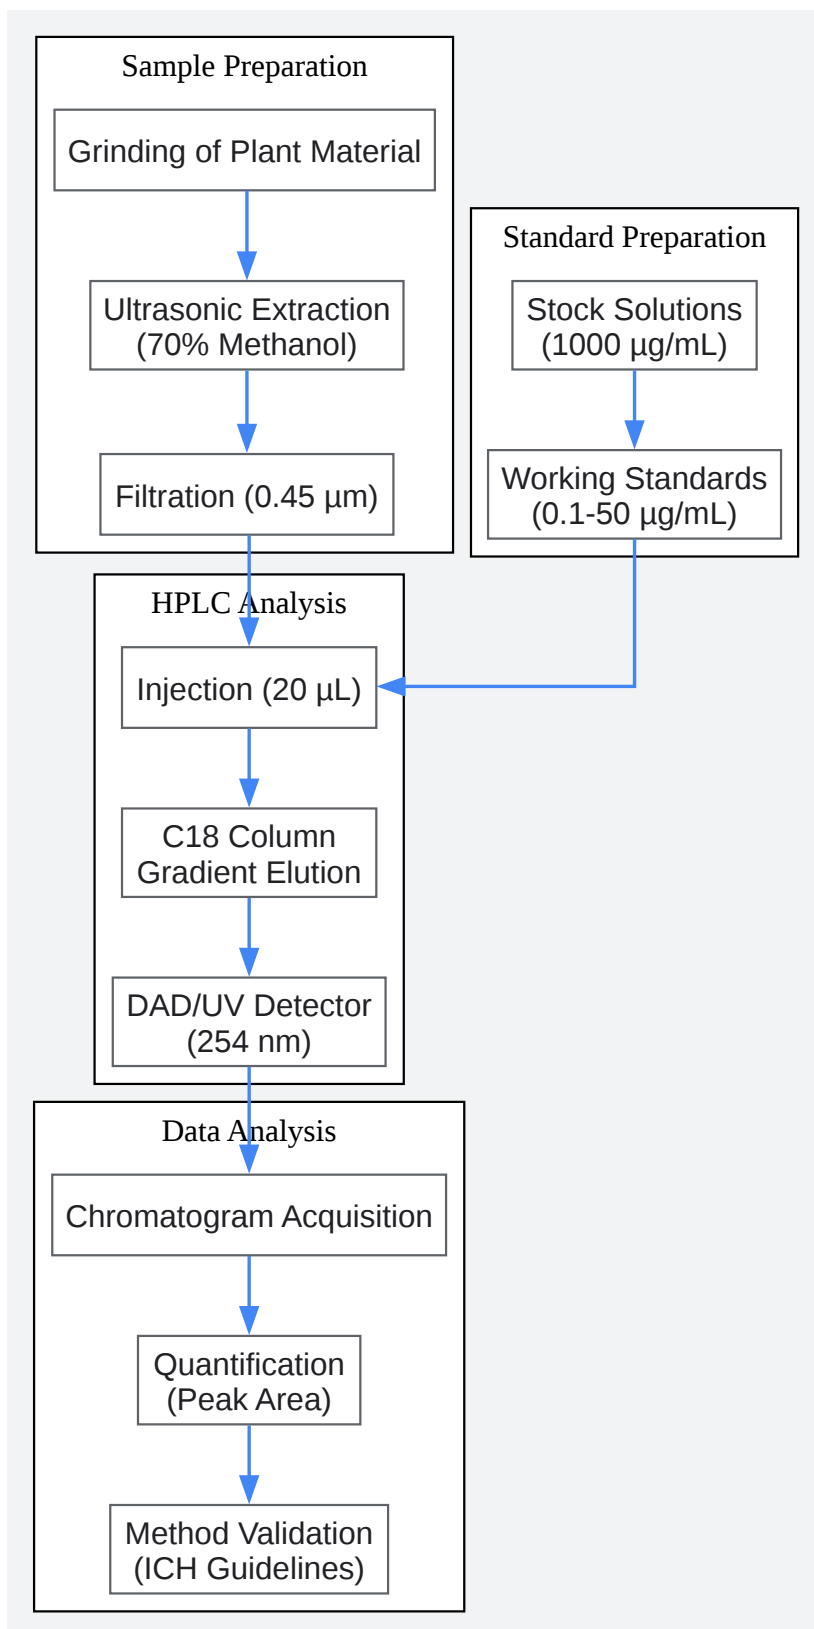 Sample Preparation
Grinding of Plant Material
Ultrasonic Extraction
(70% Methanol)
Filtration (0.45 µm)
Standard Preparation
Stock Solutions
(1000 µg/mL)
Working Standards
(0.1-50 µg/mL)
HPLC Analysis
Injection (20 µL)
C18 Column
Gradient Elution
DAD/UV Detector
(254 nm)
Data Analysis
Chromatogram Acquisition
Quantification
(Peak Area)
Method Validation
(ICH Guidelines)